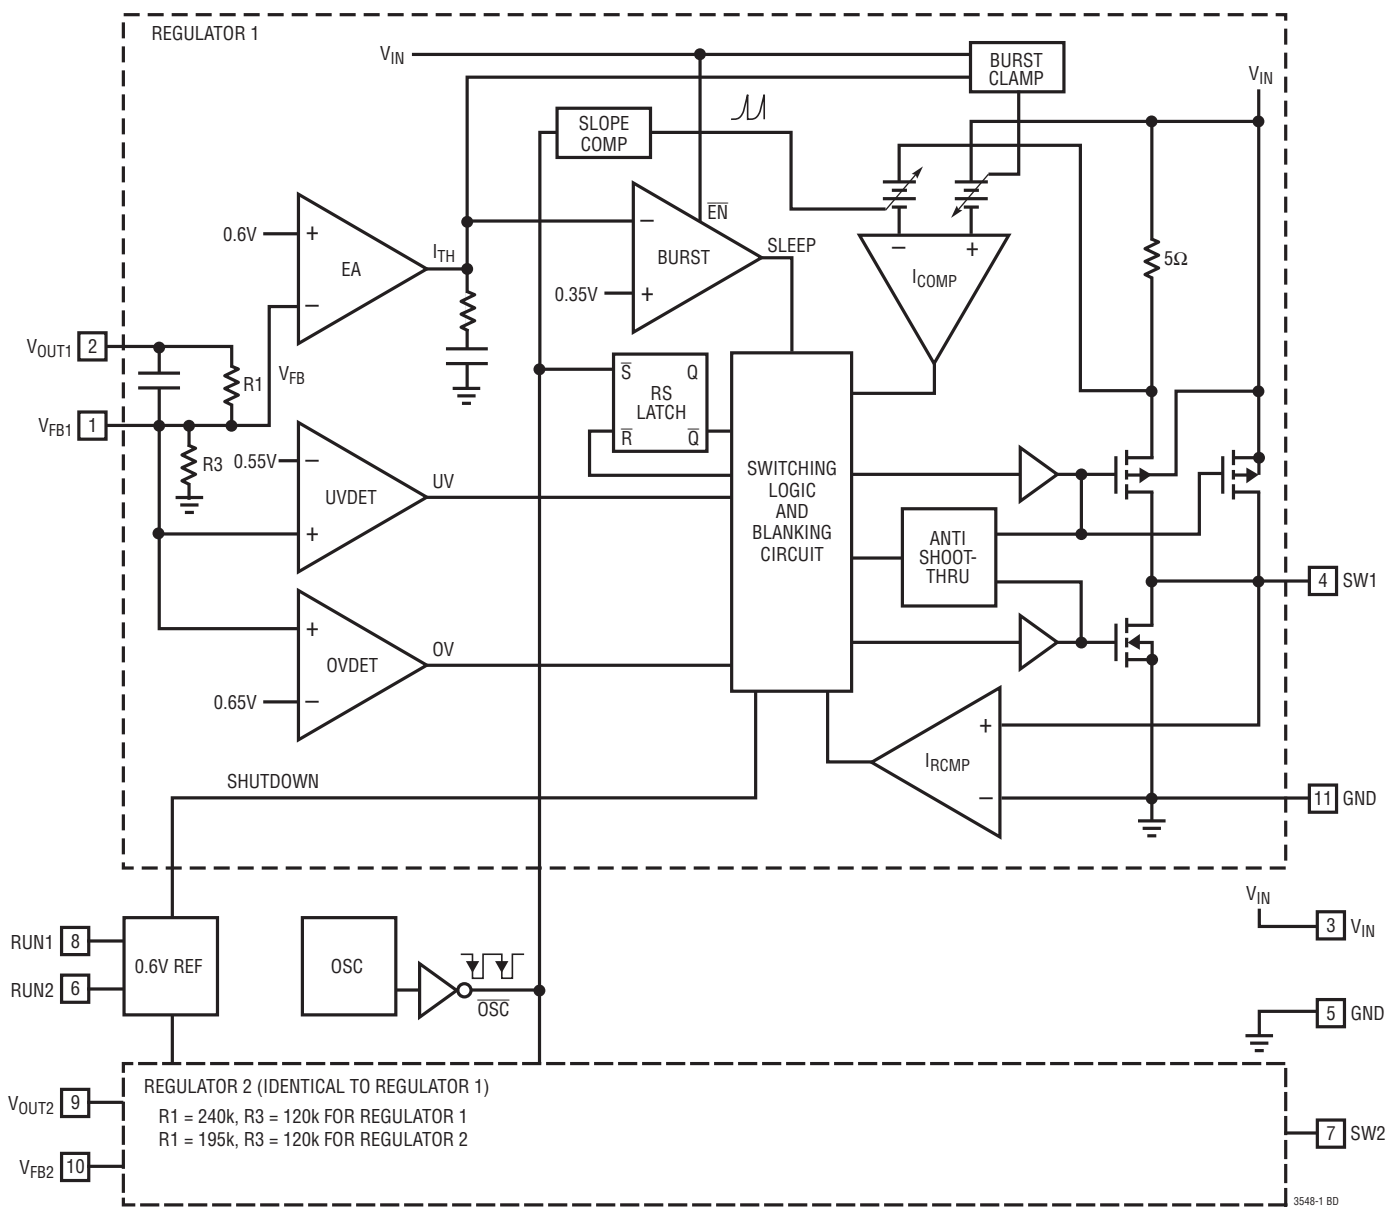 REGULATOR 1
VIN
BURST
CLAMP
VIN
SLOPE
COMP
0.6V
+
EA
−
ITH
−
EN
BURST
SLEEP
0.35V
+
−
+
ICOMP
5Ω
VOUT1
2
R1
VFB
VFB1
1
R3
S
Q
RS
LATCH
R
Q
0.55V
−
UVDET
+
UV
SWITCHING
LOGIC
AND
BLANKING
CIRCUIT
ANTI
SHOOT-
THRU
4
SW1
+
OVDET
OV
0.65V
−
+
IRCMP
−
SHUTDOWN
11
GND
RUN1
8
RUN2
6
0.6V REF
OSC
OSC
VIN
3
VIN
5
GND
REGULATOR 2 (IDENTICAL TO REGULATOR 1)
VOUT2
9
R1 = 240k, R3 = 120k FOR REGULATOR 1
R1 = 195k, R3 = 120k FOR REGULATOR 2
7
SW2
VFB2
10
3548-1 BD